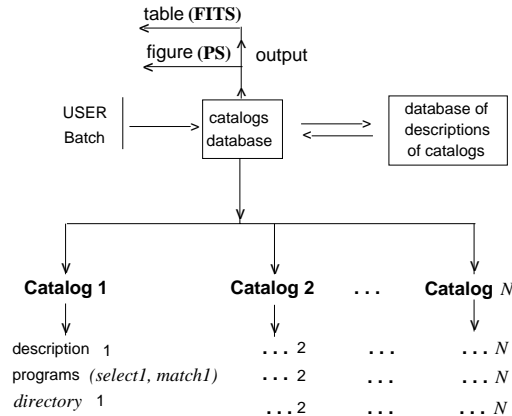 table (FITS)
figure (PS) output
USER
Batch
catalogs
database
database of
descriptions
of catalogs
Catalog 1 Catalog 2 ... Catalog N
description 1 ... 2 ... ... N
programs (select1, match1) ... 2 ... ... N
directory 1 ... 2 ... ... N